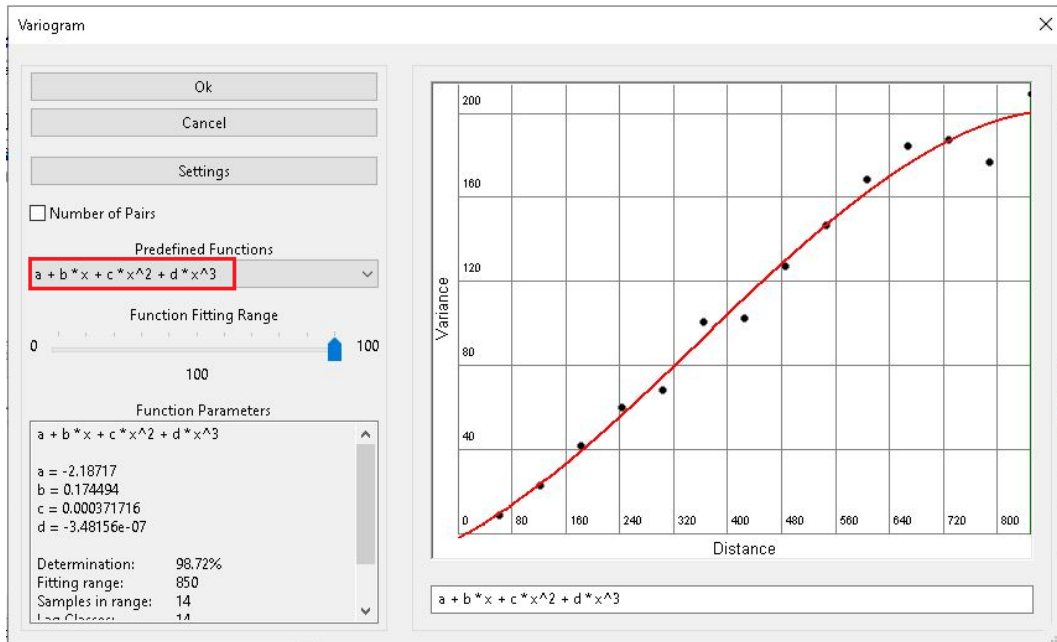 Variogram
Ok
Cancel
Settings
Number of Pairs
Predefined Functions
a + b * x + c * x^2 + d * x^3
Function Fitting Range
0
100
100
Function Parameters
a + b * x + c * x^2 + d * x^3
a = -2.18717
b = 0.174494
c = 0.000371716
d = -3.48156e-07
Determination: 98.72%
Fitting range: 850
Samples in range: 14
Lag Classes: 14
200
160
120
80
40
Variance
0 80 160 240 320 400 480 560 640 720 800
Distance
a + b * x + c * x^2 + d * x^3